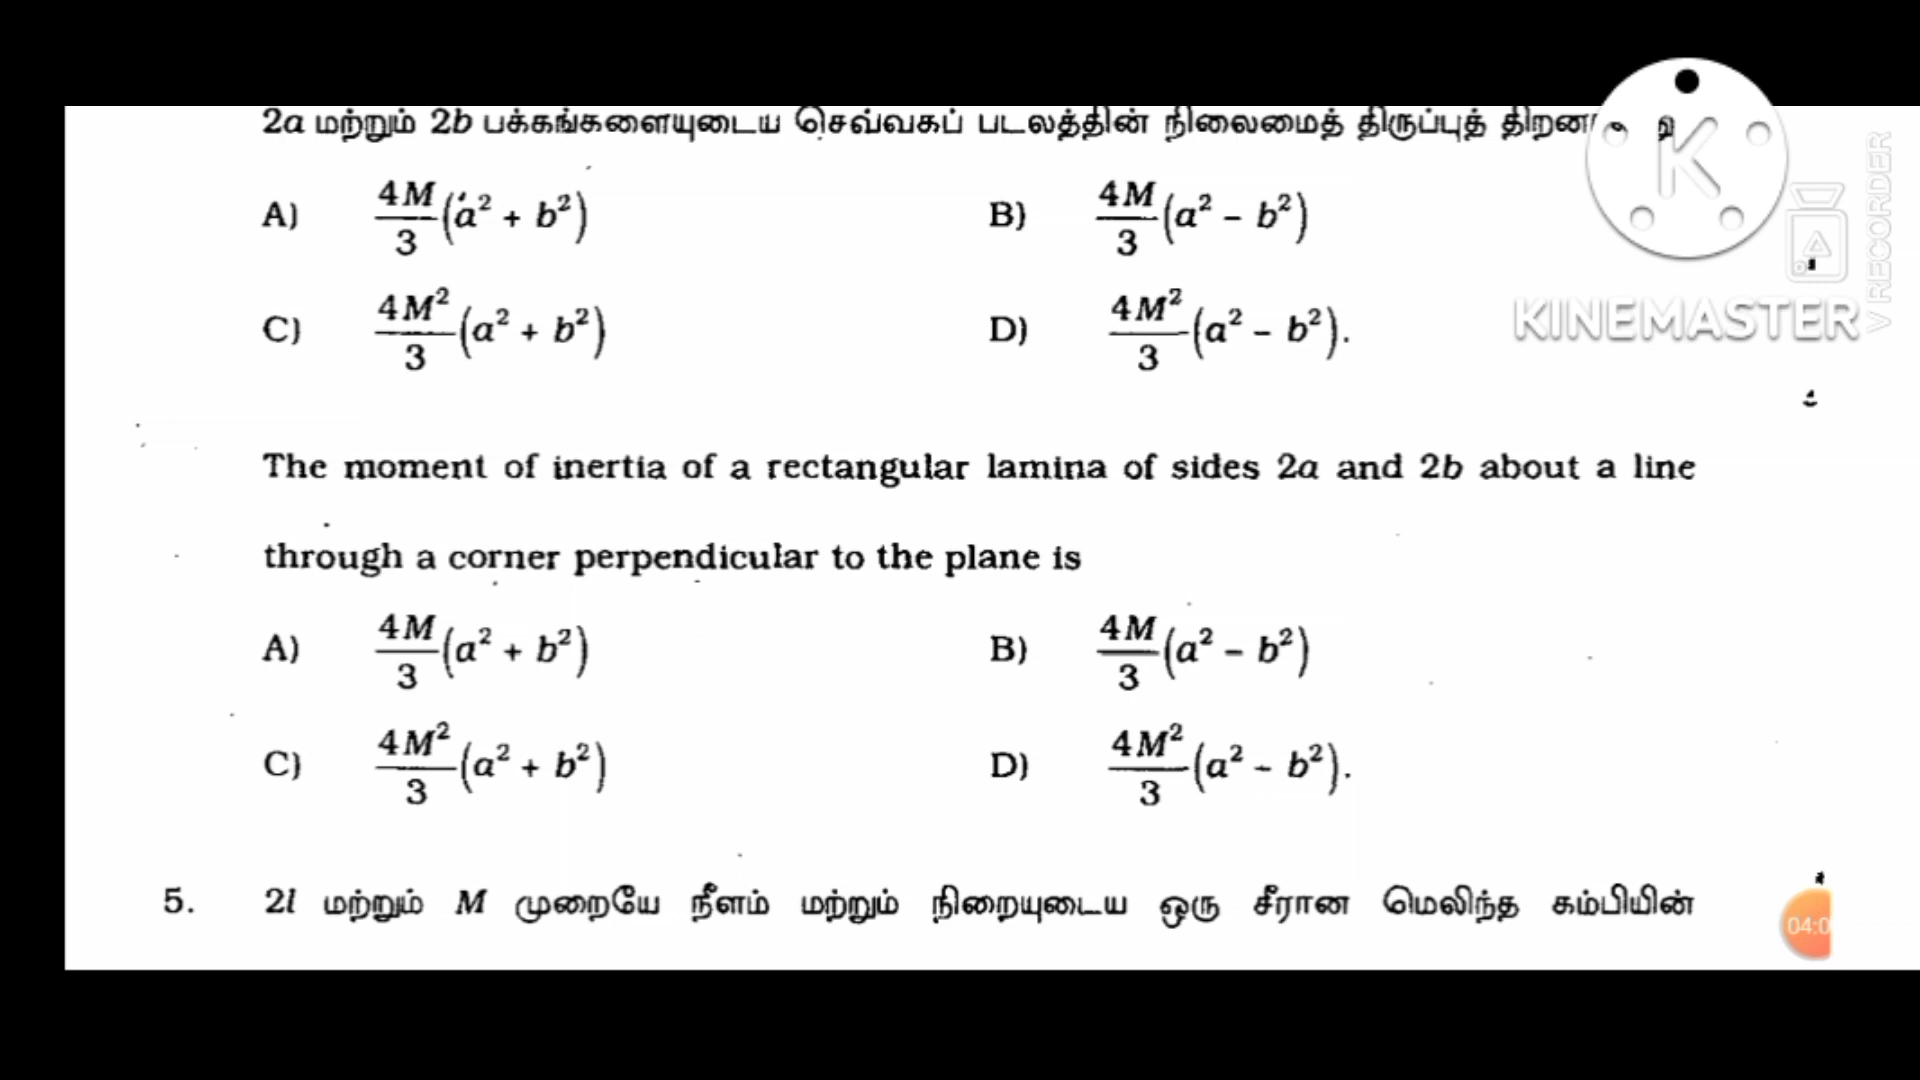 2a மற்றும் 2b பக்கங்களையுடைய செவ்வகப் படலத்தின் நிலைமைத் திருப்புத்
A) 4M/3 (a² + b²) B) 4M/3 (a² − b²)
C) 4M²/3 (a² + b²) D) 4M²/3 (a² − b²).
The moment of inertia of a rectangular lamina of sides 2a and 2b about a line
through a corner perpendicular to the plane is
A) 4M/3 (a² + b²) B) 4M/3 (a² − b²)
C) 4M²/3 (a² + b²) D) 4M²/3 (a² − b²).
5. 2l மற்றும் M முறையே நீளம் மற்றும் நிறையுடைய ஒரு சீரான மெலிந்த கம்பியின்
K
KINEMASTER
V RECORDER
04:0